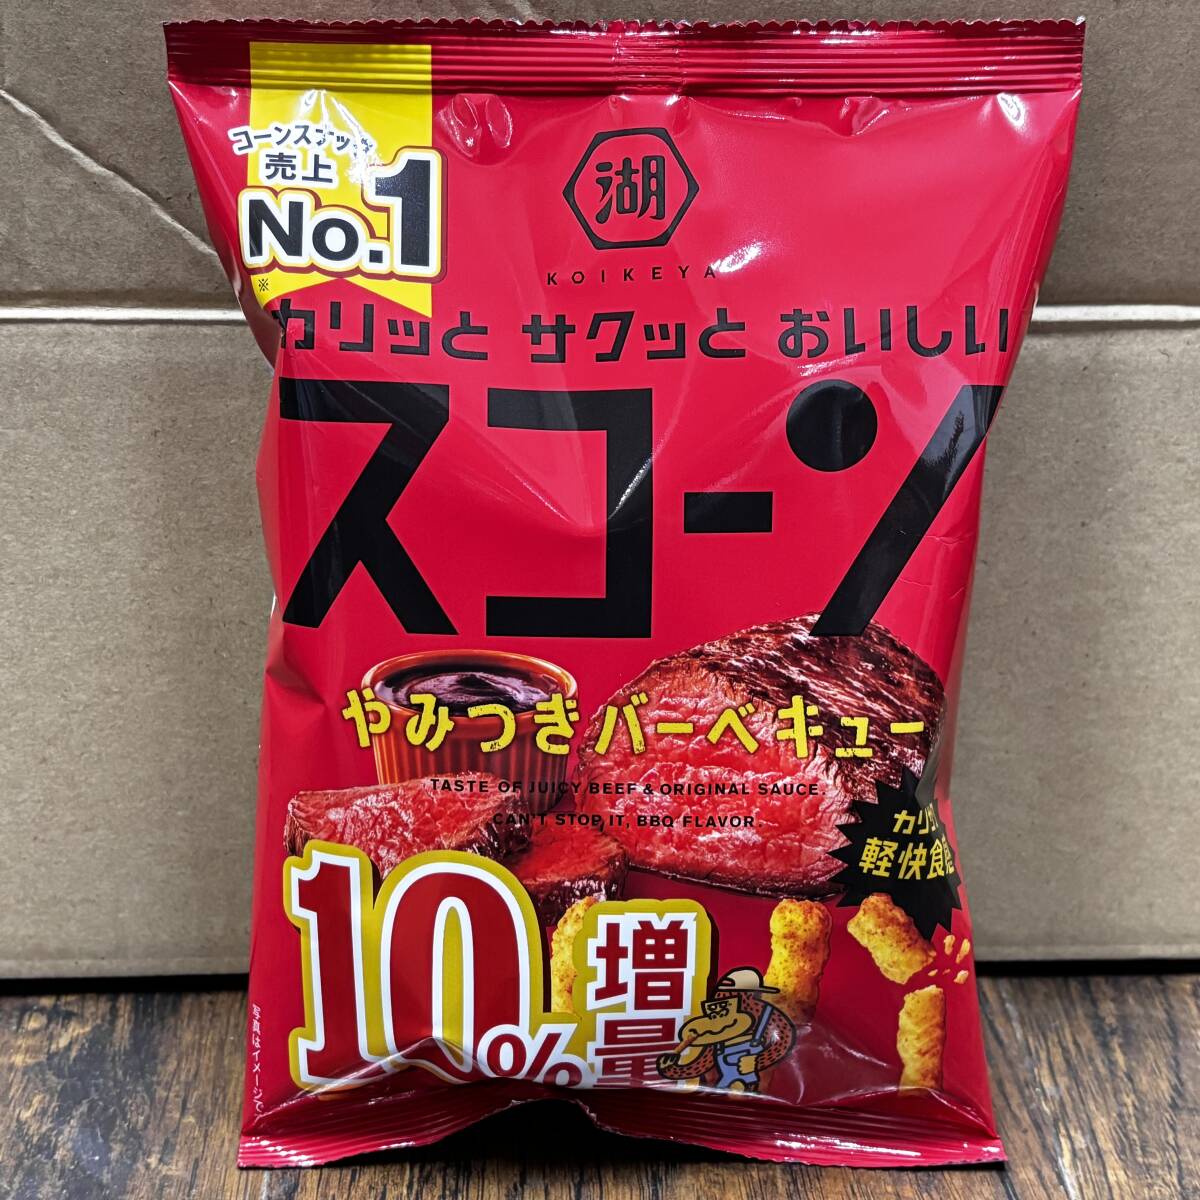 コーンスナック
売上
No.1
※
湖
KOIKEYA
カリッと サクッと おいしい
スコーン
やみつきバーベキュー
TASTE OF JUICY BEEF & ORIGINAL SAUCE.
CAN'T STOP IT, BBQ FLAVOR.
カリッ
軽快食感
10%増量
写真はイメージで